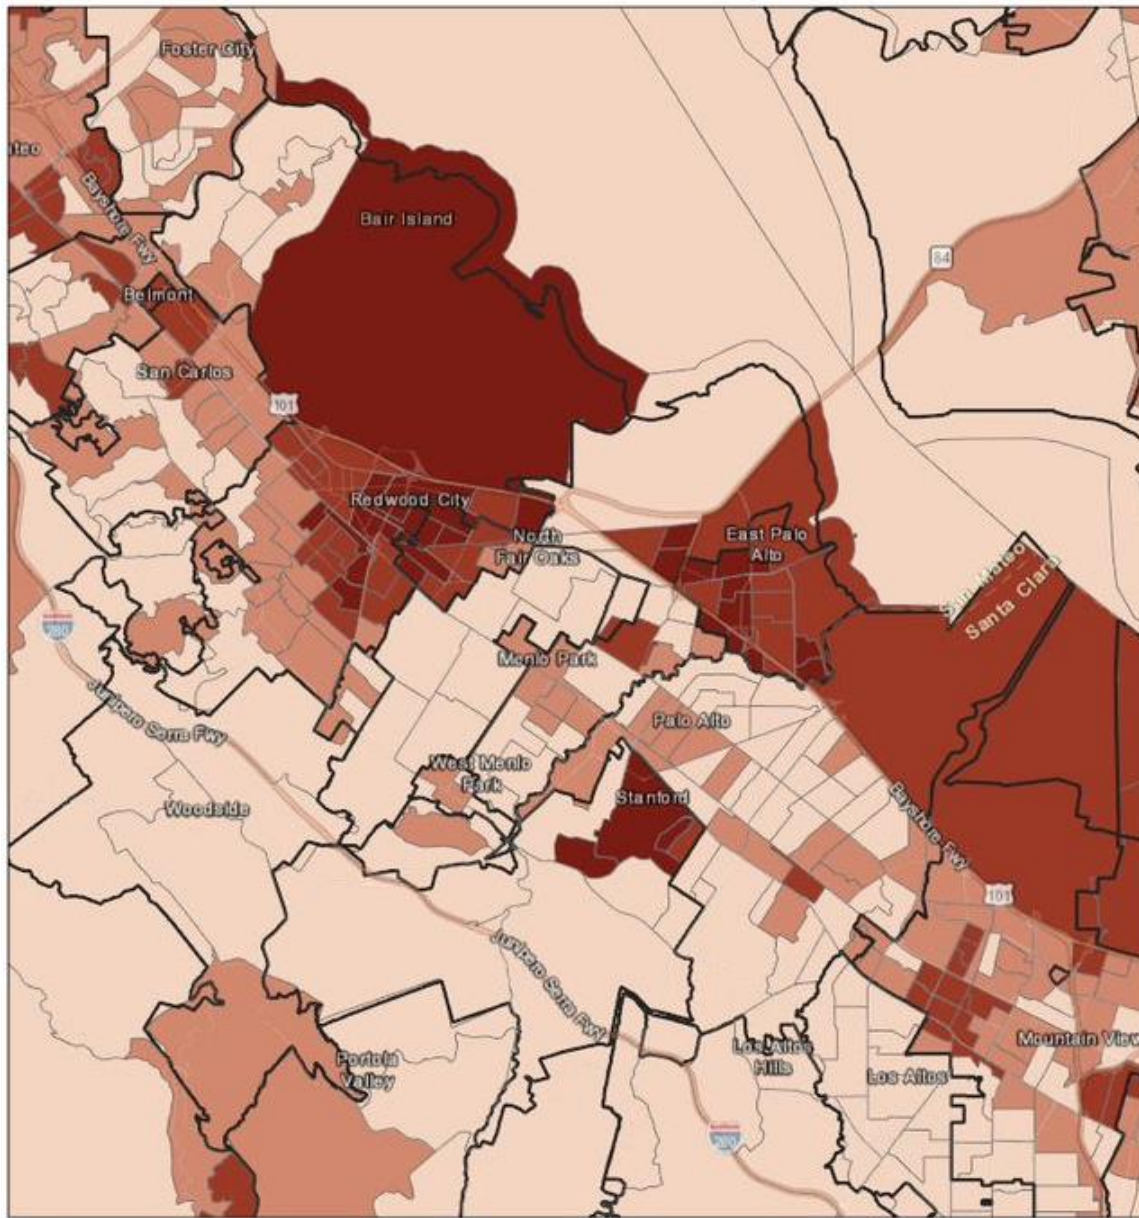 Foster City
ateo
Bayshore Fwy
Bair Island
84
Belmont
San Carlos
101
Redwood City
North
Fair Oaks
East Palo
Alto
San Mateo
Santa Clara
280
Menlo Park
Junipero Serra Fwy
Palo Alto
West Menlo
Park
Stanford
Woodside
Bayshore Fwy
101
Junipero Serra Fwy
Portola
Valley
Los Altos
Hills
Los Altos
Mountain View
280